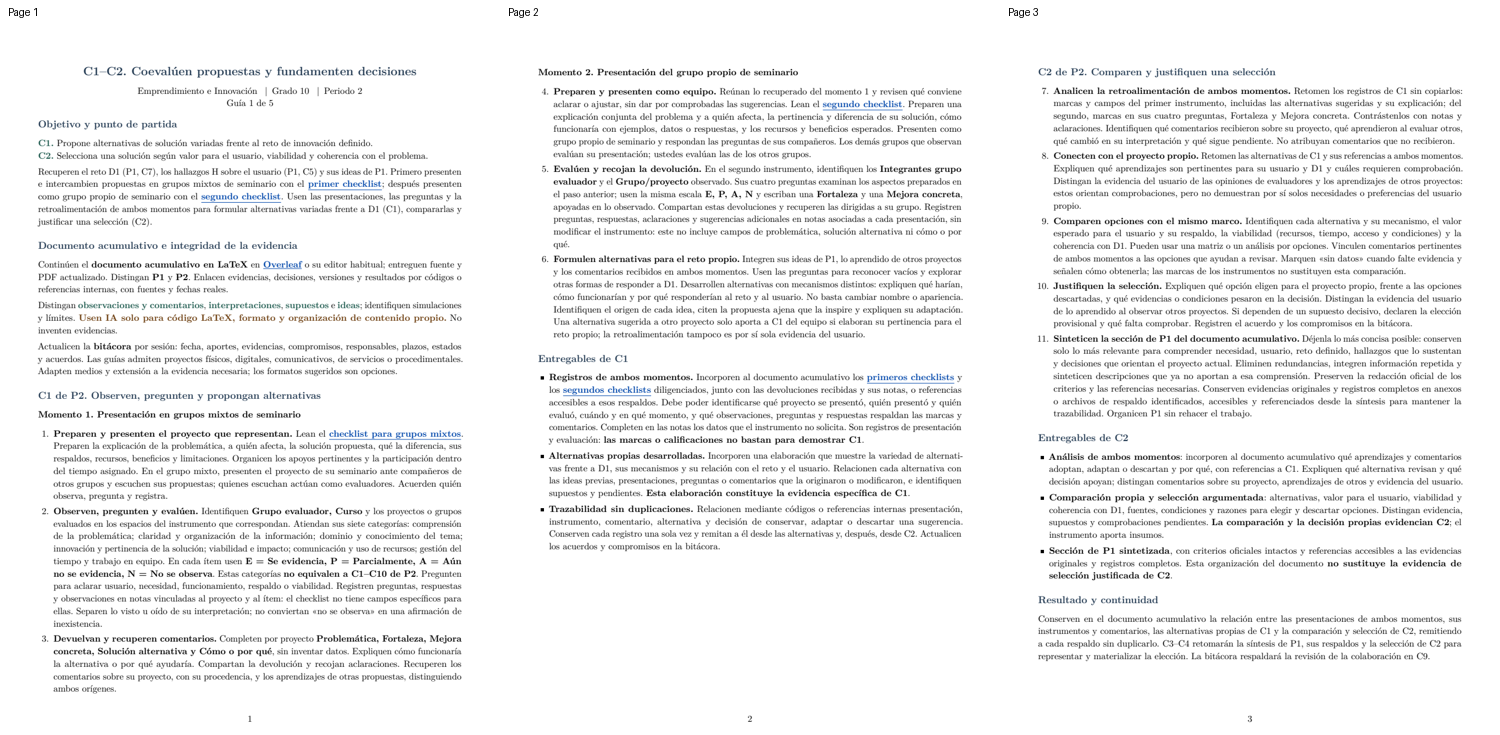 Page 1
C1–C2. Coevalúen propuestas y fundamenten decisiones
Emprendimiento e Innovación | Grado 10 | Periodo 2
Guía 1 de 5
Objetivo y punto de partida
C1. Propone alternativas de solución variadas frente al reto de innovación definido.
C2. Selecciona una solución según valor para el usuario, viabilidad y coherencia con el problema.
Recuperen el reto D1 (P1, C7), los hallazgos H sobre el usuario (P1, C5) y sus ideas de P1. Primero presenten
e intercambien propuestas en grupos mixtos de seminario con el primer checklist; después presenten
como grupo propio de seminario con el segundo checklist. Usen las presentaciones, las preguntas y la
retroalimentación de ambos momentos para formular alternativas variadas frente a D1 (C1), compararlas y
justificar una selección (C2).
Documento acumulativo e integridad de la evidencia
Continúen el documento acumulativo en LaTeX en Overleaf o su editor habitual; entreguen fuente y
PDF actualizado. Distingan P1 y P2. Enlacen evidencias, decisiones, versiones y resultados por códigos o
referencias internas, con fuentes y fechas reales.
Distingan observaciones y comentarios, interpretaciones, supuestos e ideas; identifiquen simulaciones
y límites. Usen IA solo para código LaTeX, formato y organización de contenido propio. No
inventen evidencias.
Actualicen la bitácora por sesión: fecha, aportes, evidencias, compromisos, responsables, plazos, estados
y acuerdos. Las guías admiten proyectos físicos, digitales, comunicativos, de servicios o procedimentales.
Adapten medios y extensión a la evidencia necesaria; los formatos sugeridos son opciones.
C1 de P2. Observen, pregunten y propongan alternativas
Momento 1. Presentación en grupos mixtos de seminario
1. Preparen y presenten el proyecto que representan. Lean el checklist para grupos mixtos.
Preparen la explicación de la problemática, a quién afecta, la solución propuesta, qué la diferencia, sus
respaldos, recursos, beneficios y limitaciones. Organicen los apoyos pertinentes y la participación dentro
del tiempo asignado. En el grupo mixto, presenten el proyecto de su seminario ante compañeros de
otros grupos y escuchen sus propuestas; quienes escuchan actúan como evaluadores. Acuerden quién
observa, pregunta y registra.
2. Observen, pregunten y evalúen. Identifiquen Grupo evaluador, Curso y los proyectos o grupos
evaluados en los espacios del instrumento que correspondan. Atiendan sus siete categorías: comprensión
de la problemática; claridad y organización de la información; dominio y conocimiento del tema;
innovación y pertinencia de la solución; viabilidad e impacto; comunicación y uso de recursos; gestión del
tiempo y trabajo en equipo. En cada ítem usen E = Se evidencia, P = Parcialmente, A = Aún
no se evidencia, N = No se observa. Estas categorías no equivalen a C1–C10 de P2. Pregunten
para aclarar usuario, necesidad, funcionamiento, respaldo o viabilidad. Registren preguntas, respuestas
y observaciones en notas vinculadas al proyecto y al ítem: el checklist no tiene campos específicos para
ellas. Separen lo visto u oído de su interpretación; no conviertan «no se observa» en una afirmación de
inexistencia.
3. Devuelvan y recuperen comentarios. Completen por proyecto Problemática, Fortaleza, Mejora
concreta, Solución alternativa y Cómo o por qué, sin inventar datos. Expliquen cómo funcionaría
la alternativa o por qué ayudaría. Compartan la devolución y recojan aclaraciones. Recuperen los
comentarios sobre su proyecto, con su procedencia, y los aprendizajes de otras propuestas, distinguiendo
ambos orígenes.
1
Page 2
Momento 2. Presentación del grupo propio de seminario
4. Preparen y presenten como equipo. Reúnan lo recuperado del momento 1 y revisen qué conviene
aclarar o ajustar, sin dar por comprobadas las sugerencias. Lean el segundo checklist. Preparen una
explicación conjunta del problema y a quién afecta, la pertinencia y diferencia de su solución, cómo
funcionaría con ejemplos, datos o respuestas, y los recursos y beneficios esperados. Presenten como
grupo propio de seminario y respondan las preguntas de sus compañeros. Los demás grupos observan
evalúan su presentación; ustedes evalúan las de los otros grupos.
5. Evalúen y recojan la devolución. En el segundo instrumento, identifiquen los Integrantes grupo
evaluador y el Grupo/proyecto observado. Sus cuatro preguntas examinan los aspectos preparados en
el paso anterior; usen la misma escala E, P, A, N y escriban una Fortaleza y una Mejora concreta,
apoyadas en lo observado. Compartan estas devoluciones y recuperen las dirigidas a su grupo. Registren
preguntas, respuestas, aclaraciones y sugerencias adicionales en notas asociadas a cada presentación, sin
modificar el instrumento: este no incluye campos de problemática, solución alternativa ni cómo o por
qué.
6. Formulen alternativas para el reto propio. Integren sus ideas de P1, lo aprendido de otros proyectos
y los comentarios recibidos en ambos momentos. Usen las preguntas para reconocer vacíos y explorar
otras formas de responder a D1. Desarrollen alternativas con mecanismos distintos: expliquen qué harían,
cómo funcionarían y por qué responderían al reto y al usuario. No basta cambiar nombre o apariencia.
Identifiquen el origen de cada idea, citen la propuesta ajena que la inspire y expliquen su adaptación.
Una alternativa sugerida a otro proyecto solo aporta a C1 del equipo si elaboran su pertinencia para el
reto propio; la retroalimentación tampoco es por sí sola evidencia del usuario.
Entregables de C1
▪ Registros de ambos momentos. Incorporen al documento acumulativo los primeros checklists y
los segundos checklists diligenciados, junto con las devoluciones recibidas y sus notas, o referencias
accesibles a esos respaldos. Debe poder identificarse qué proyecto se presentó, quién presentó y quién
evaluó, cuándo y en qué momento, y qué observaciones, preguntas y respuestas respaldan las marcas y
comentarios. Completen en las notas los datos que el instrumento no solicita. Son registros de presentación
y evaluación: las marcas o calificaciones no bastan para demostrar C1.
▪ Alternativas propias desarrolladas. Incorporen una elaboración que muestre la variedad de alternati-
vas frente a D1, sus mecanismos y su relación con el reto y el usuario. Relacionen cada alternativa con
las ideas previas, presentaciones, preguntas o comentarios que la originaron o modificaron, e identifiquen
supuestos y pendientes. Esta elaboración constituye la evidencia específica de C1.
▪ Trazabilidad sin duplicaciones. Relacionen mediante códigos o referencias internas presentación,
instrumento, comentario, alternativa y decisión de conservar, adaptar o descartar una sugerencia.
Conserven cada registro una sola vez y remitan a él desde las alternativas y, después, desde C2. Actualicen
los acuerdos y compromisos en la bitácora.
2
Page 3
C2 de P2. Comparen y justifiquen una selección
7. Analicen la retroalimentación de ambos momentos. Retomen los registros de C1 sin copiarlos:
marcas y campos del primer instrumento, incluidas las alternativas sugeridas y su explicación; del
segundo, marcas en sus cuatro preguntas, Fortaleza y Mejora concreta. Contrástenlos con notas y
aclaraciones. Identifiquen qué comentarios recibieron sobre su proyecto, qué aprendieron al evaluar otros,
qué cambió en su interpretación y qué sigue pendiente. No atribuyan comentarios que no recibieron.
8. Conecten con el proyecto propio. Retomen las alternativas de C1 y sus referencias a ambos momentos.
Expliquen qué aprendizajes son pertinentes para su usuario y D1 y cuáles requieren comprobación.
Distingan la evidencia del usuario de las opiniones de evaluadores y los aprendizajes de otros proyectos:
estos orientan comprobaciones, pero no demuestran por sí solos necesidades o preferencias del usuario
propio.
9. Comparen opciones con el mismo marco. Identifiquen cada alternativa y su mecanismo, el valor
esperado para el usuario y su respaldo, la viabilidad (recursos, tiempo, acceso y condiciones) y la
coherencia con D1. Pueden usar una matriz o un análisis por opciones. Vinculen comentarios pertinentes
de ambos momentos a las opciones que ayudan a revisar. Marquen «sin datos» cuando falte evidencia y
señalen cómo obtenerla; las marcas de los instrumentos no sustituyen esta comparación.
10. Justifiquen la selección. Expliquen qué opción eligen para el proyecto propio, frente a las opciones
descartadas, y qué evidencias o condiciones pesaron en la decisión. Distingan la evidencia del usuario
de lo aprendido al observar otros proyectos. Si dependen de un supuesto decisivo, declaren la elección
provisional y qué falta comprobar. Registren el acuerdo y los compromisos en la bitácora.
11. Sinteticen la sección de P1 del documento acumulativo. Déjenla lo más concisa posible: conserven
solo lo más relevante para comprender necesidad, usuario, reto definido, hallazgos que lo sustentan
y decisiones que orientan el proyecto actual. Eliminen redundancias, integren información repetida y
sinteticen descripciones que ya no aportan a esa comprensión. Preserven la redacción oficial de los
criterios y las referencias necesarias. Conserven evidencias originales y registros completos en anexos
o archivos de respaldo identificados, accesibles y referenciados desde la síntesis para mantener la
trazabilidad. Organicen P1 sin rehacer el trabajo.
Entregables de C2
▪ Análisis de ambos momentos: incorporen al documento acumulativo qué aprendizajes y comentarios
adoptan, adaptan o descartan y por qué, con referencias a C1. Expliquen qué alternativa revisan y qué
decisión apoyan; distingan comentarios sobre su proyecto, aprendizajes de otros y evidencia del usuario.
▪ Comparación propia y selección argumentada: alternativas, valor para el usuario, viabilidad y
coherencia con D1, fuentes, condiciones y razones para elegir y descartar opciones. Distingan evidencia,
supuestos y comprobaciones pendientes. La comparación y la decisión propias evidencian C2; el
instrumento aporta insumos.
▪ Sección de P1 sintetizada, con criterios oficiales intactos y referencias accesibles a las evidencias
originales y registros completos. Esta organización del documento no sustituye la evidencia de
selección justificada de C2.
Resultado y continuidad
Conserven en el documento acumulativo la relación entre las presentaciones de ambos momentos, sus
instrumentos y comentarios, las alternativas propias de C1 y la comparación y selección de C2, remitiendo
a cada respaldo sin duplicarlo. C3–C4 retomarán la síntesis de P1, sus respaldos y la selección de C2 para
representar y materializar la elección. La bitácora respaldará la revisión de la colaboración en C9.
3